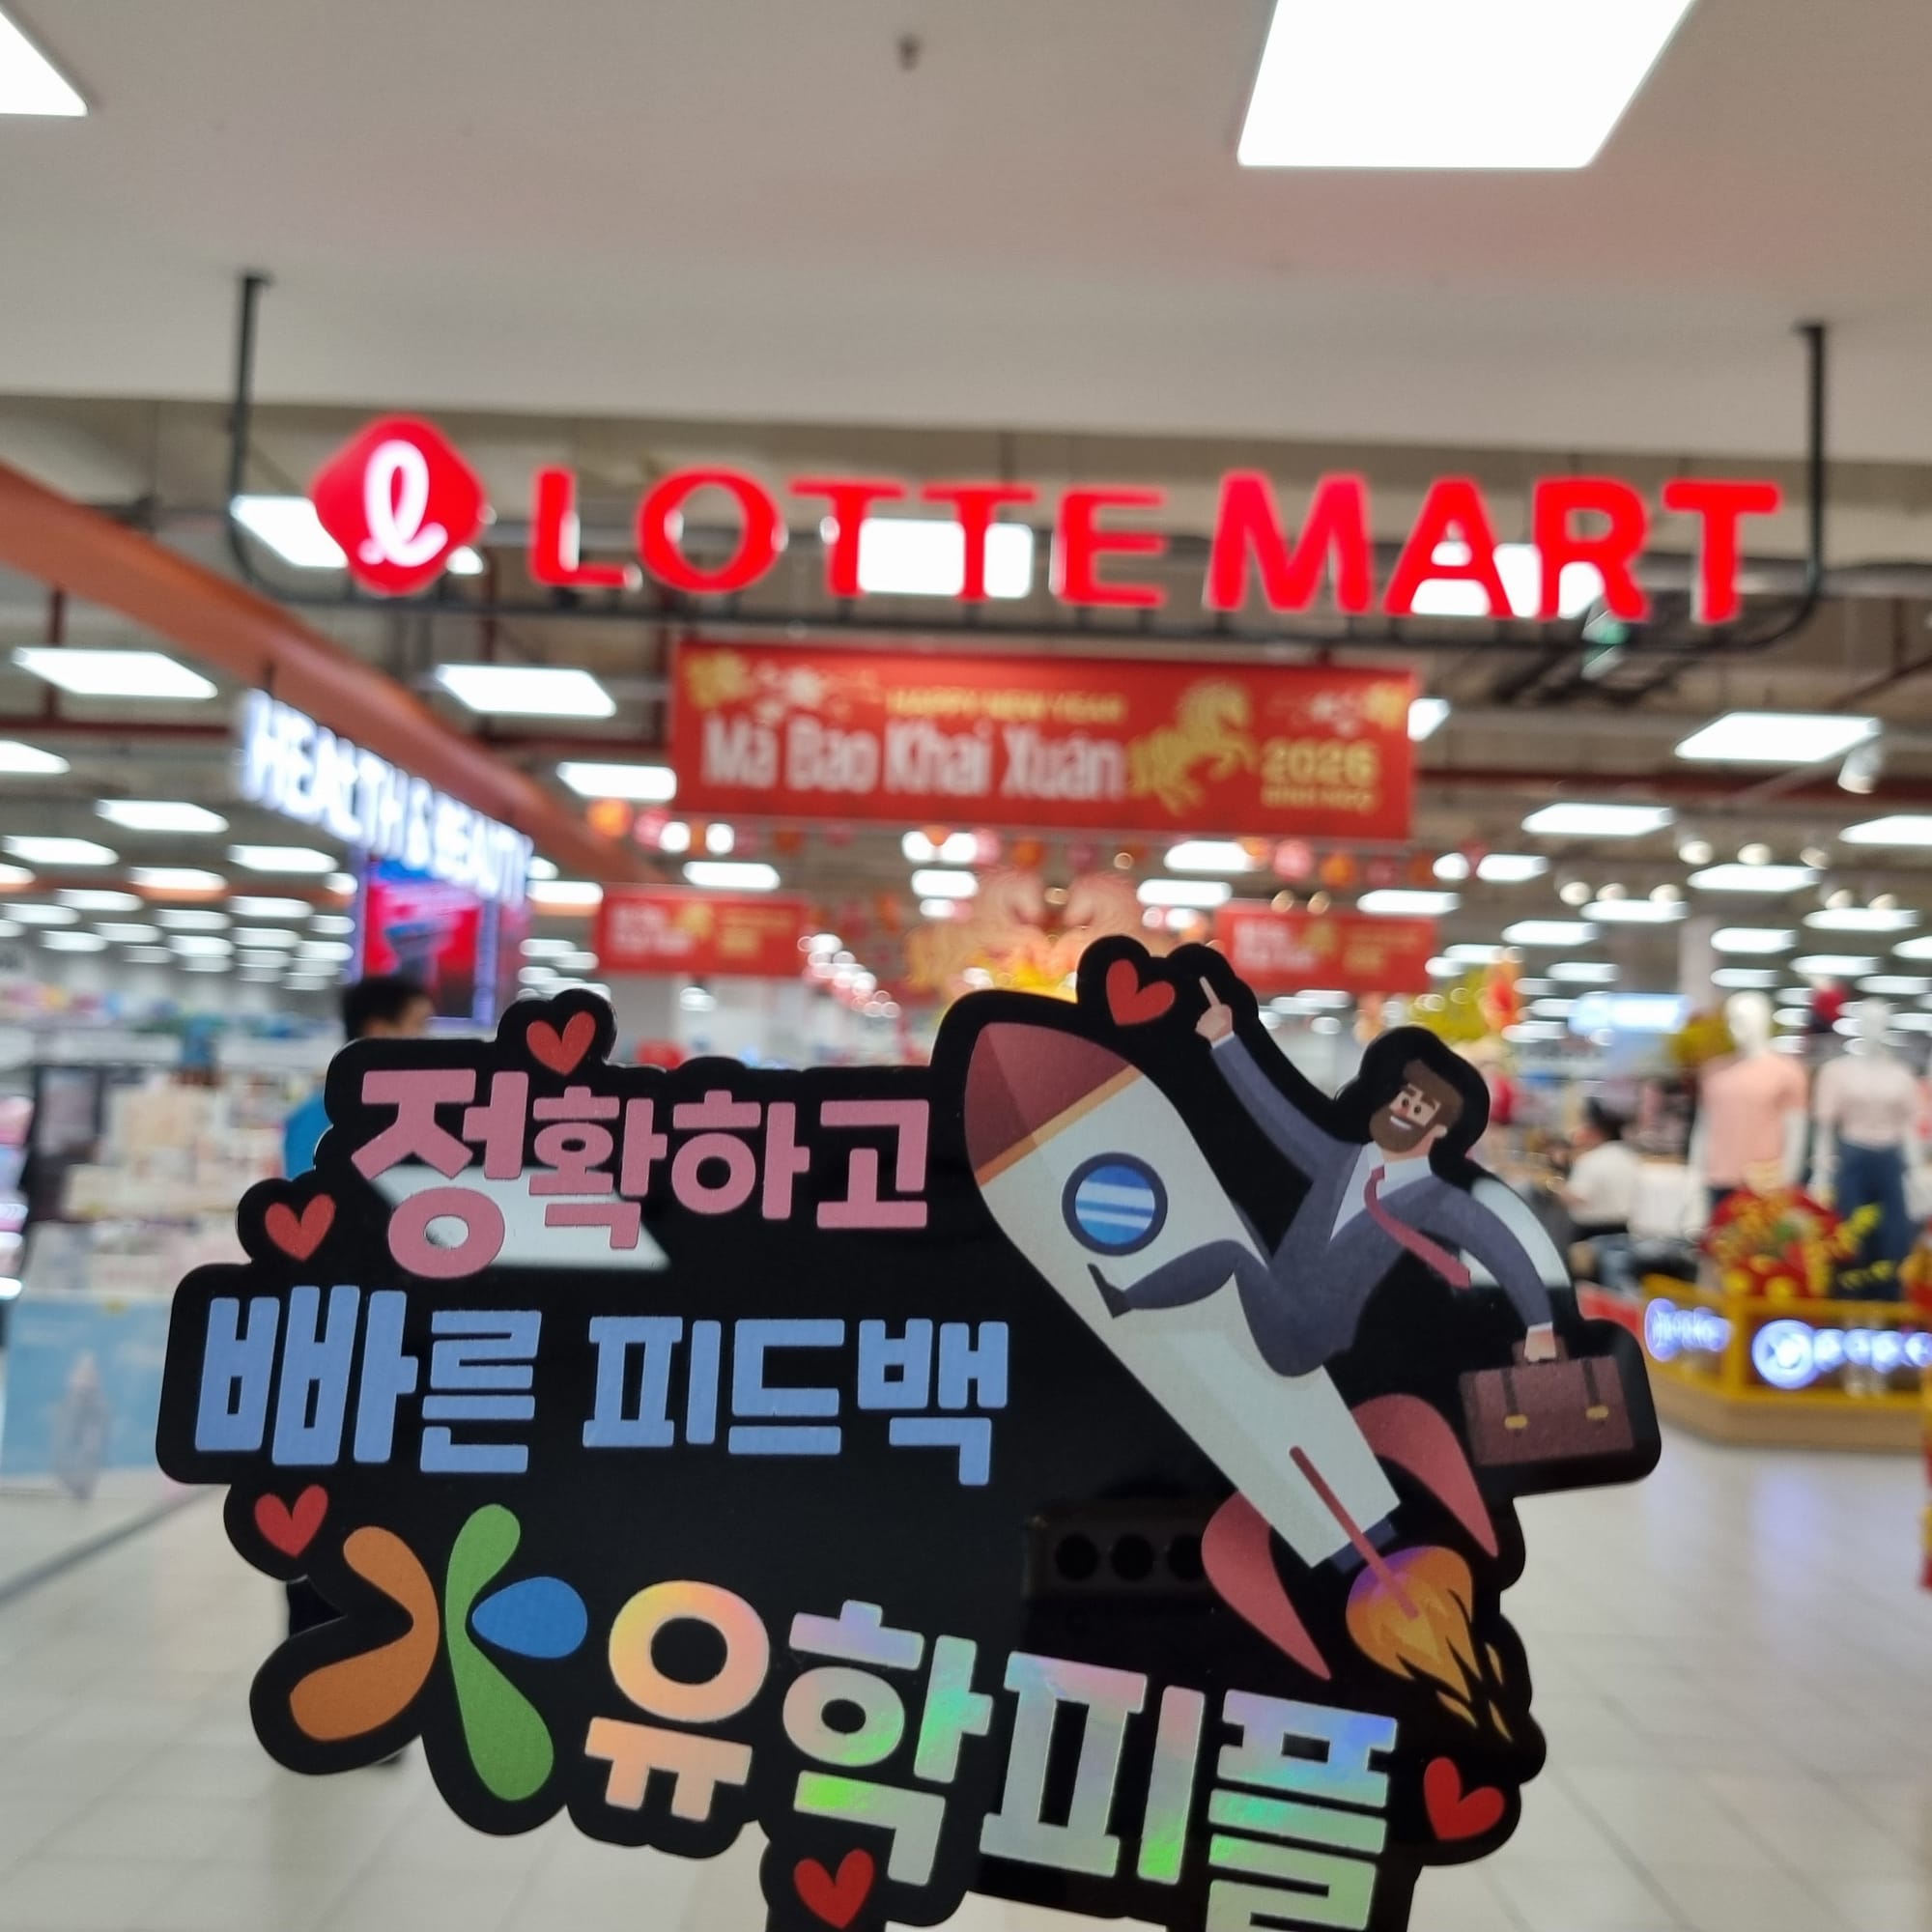 LOTTE MART
HAPPY NEW YEAR
Mã Đáo Khai Xuân
2026
HEALTH & BEAUTY
정확하고
빠른 피드백
유학피플